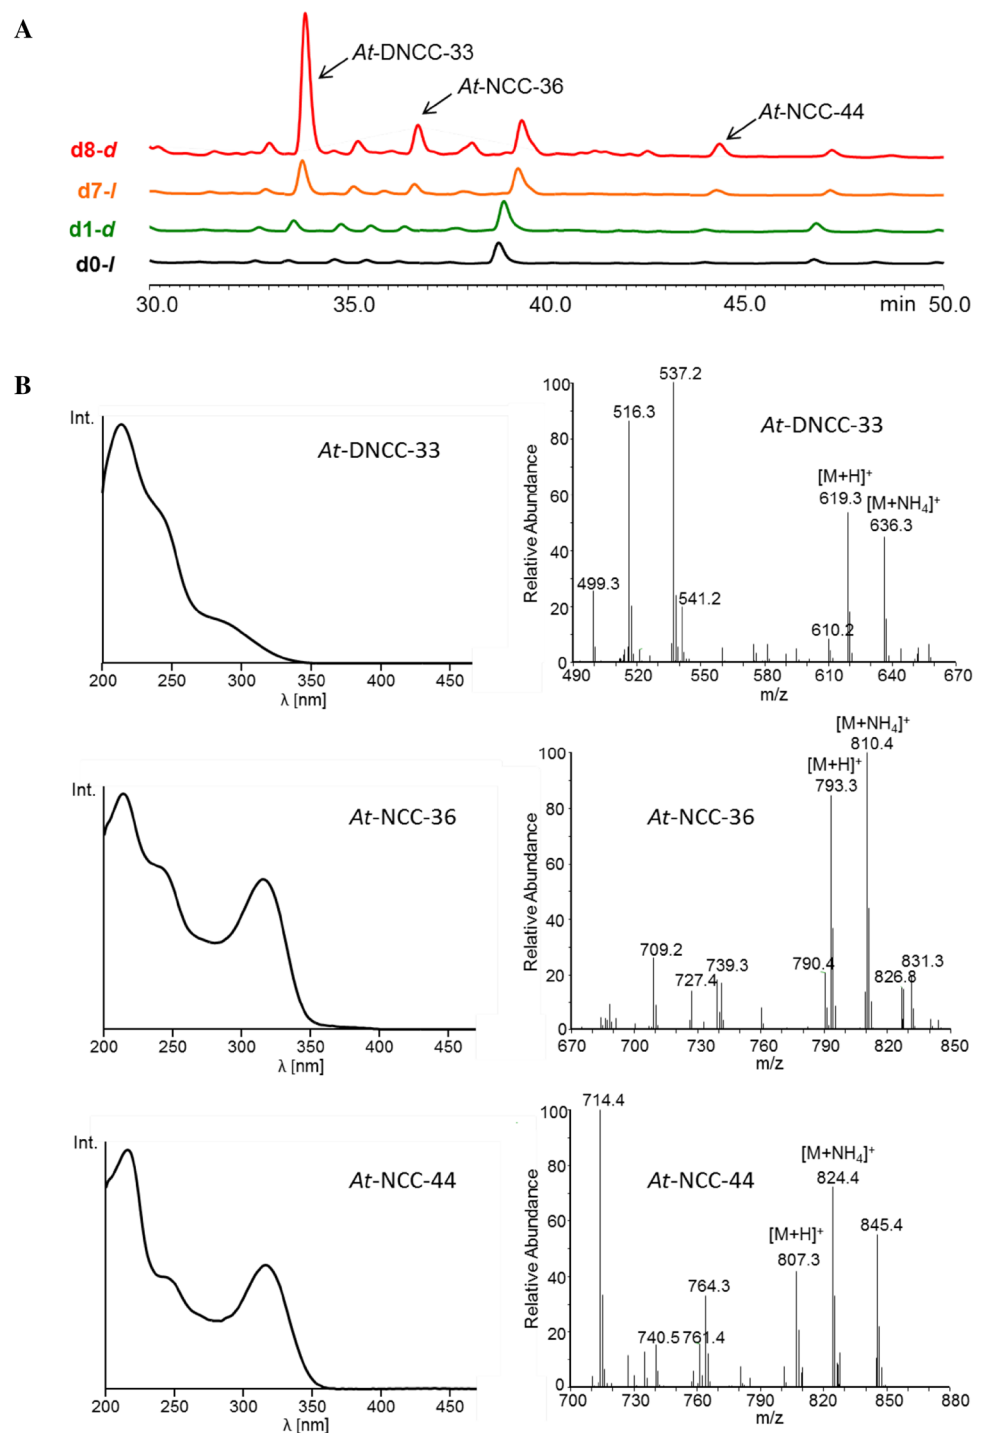 A
At-DNCC-33
At-NCC-36
At-NCC-44
d8-d
d7-l
d1-d
d0-l
30.0 35.0 40.0 45.0 min 50.0
B
Int.
At-DNCC-33
200 250 300 350 400 450
λ [nm]
Relative Abundance
100
80
60
40
20
0
537.2
516.3
At-DNCC-33
[M+H]+
619.3
[M+NH4]+
636.3
499.3
541.2
610.2
490 520 550 580 610 640 670
m/z
Int.
At-NCC-36
200 250 300 350 400 450
λ [nm]
Relative Abundance
100
80
60
40
20
0
[M+NH4]+
810.4
[M+H]+
793.3
At-NCC-36
709.2
727.4
739.3
790.4
826.8
831.3
670 700 730 760 790 820 850
m/z
Int.
At-NCC-44
200 250 300 350 400 450
λ [nm]
Relative Abundance
100
80
60
40
20
0
714.4
At-NCC-44
[M+NH4]+
824.4
[M+H]+
807.3
845.4
764.3
740.5
761.4
700 730 760 790 820 850 880
m/z